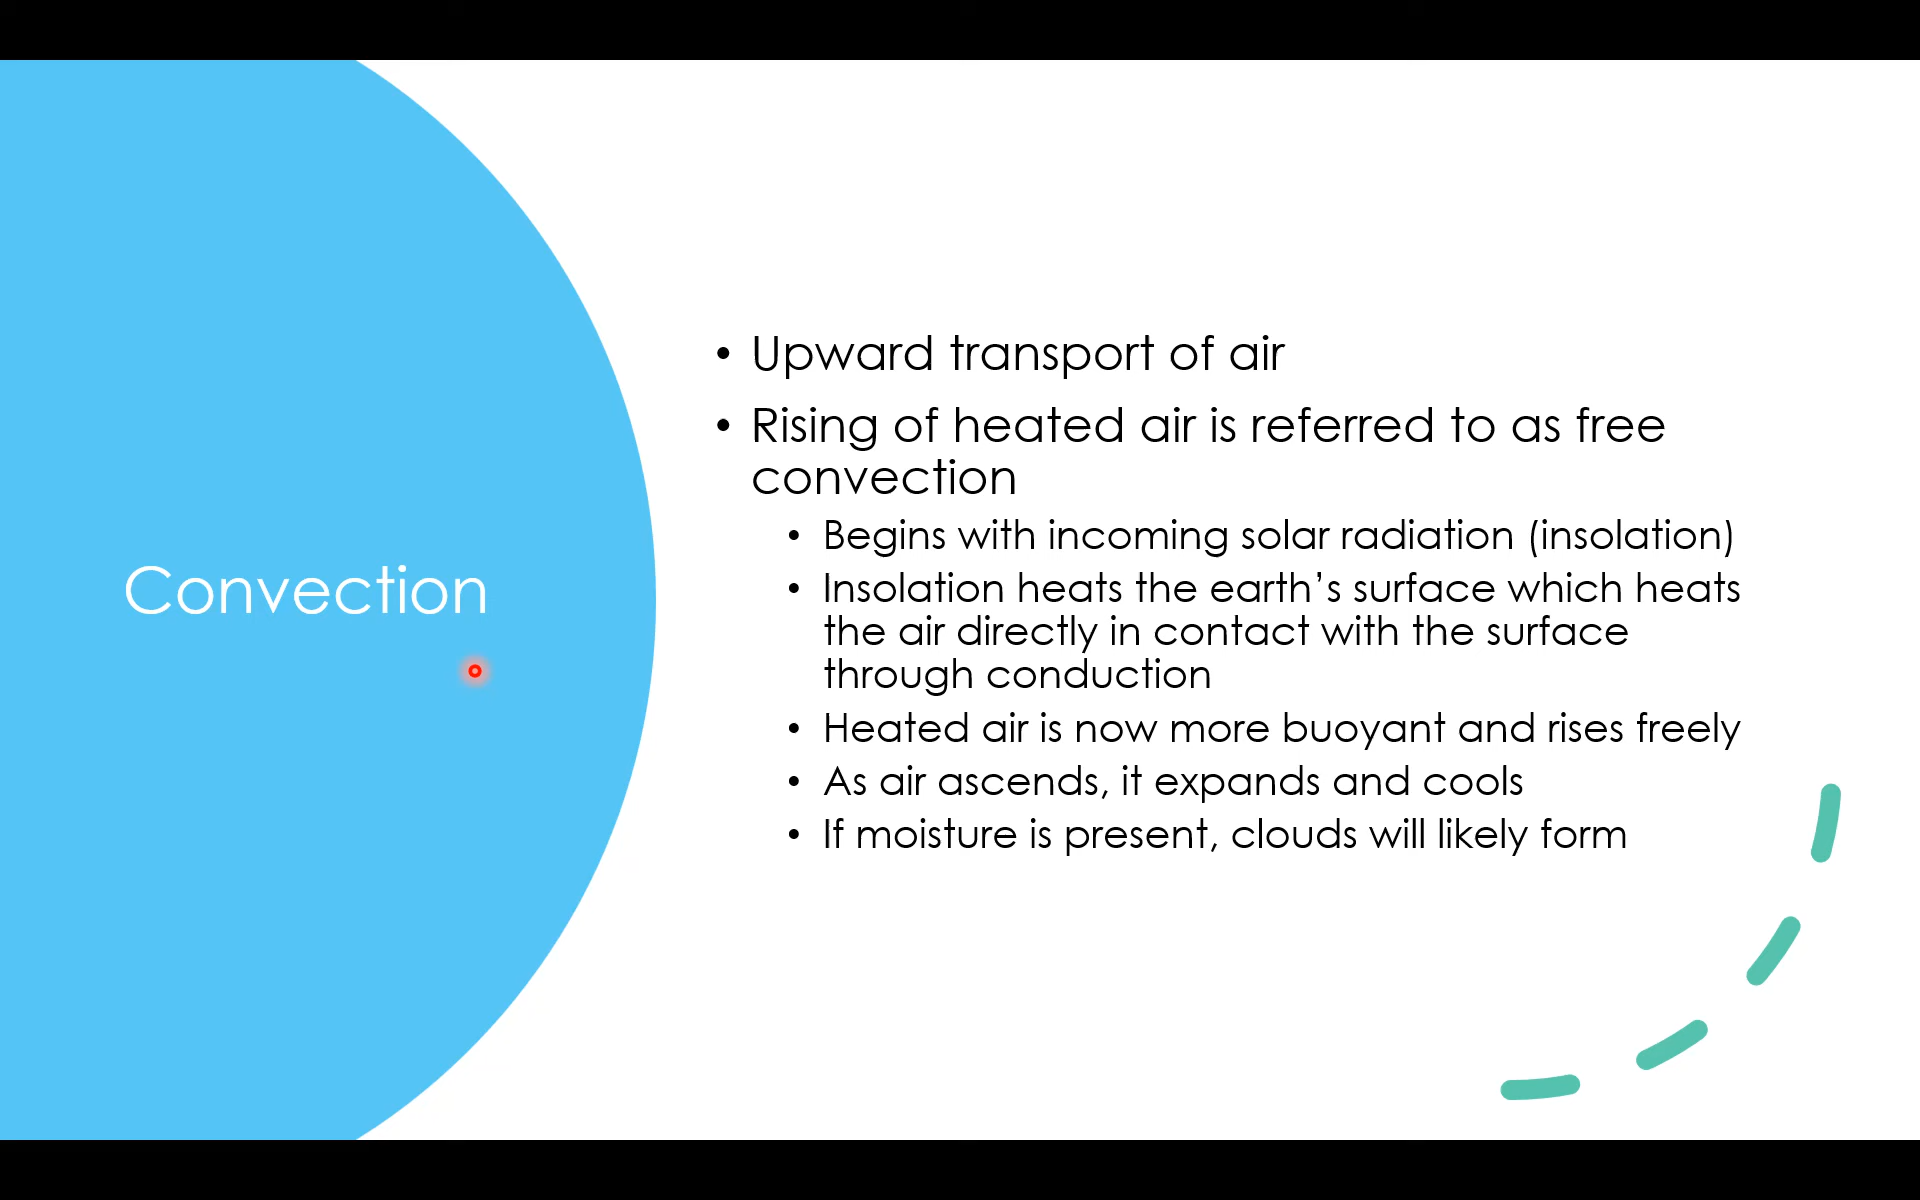 Convection
• Upward transport of air
• Rising of heated air is referred to as free
convection
• Begins with incoming solar radiation (insolation)
• Insolation heats the earth’s surface which heats
the air directly in contact with the surface
through conduction
• Heated air is now more buoyant and rises freely
• As air ascends, it expands and cools
• If moisture is present, clouds will likely form